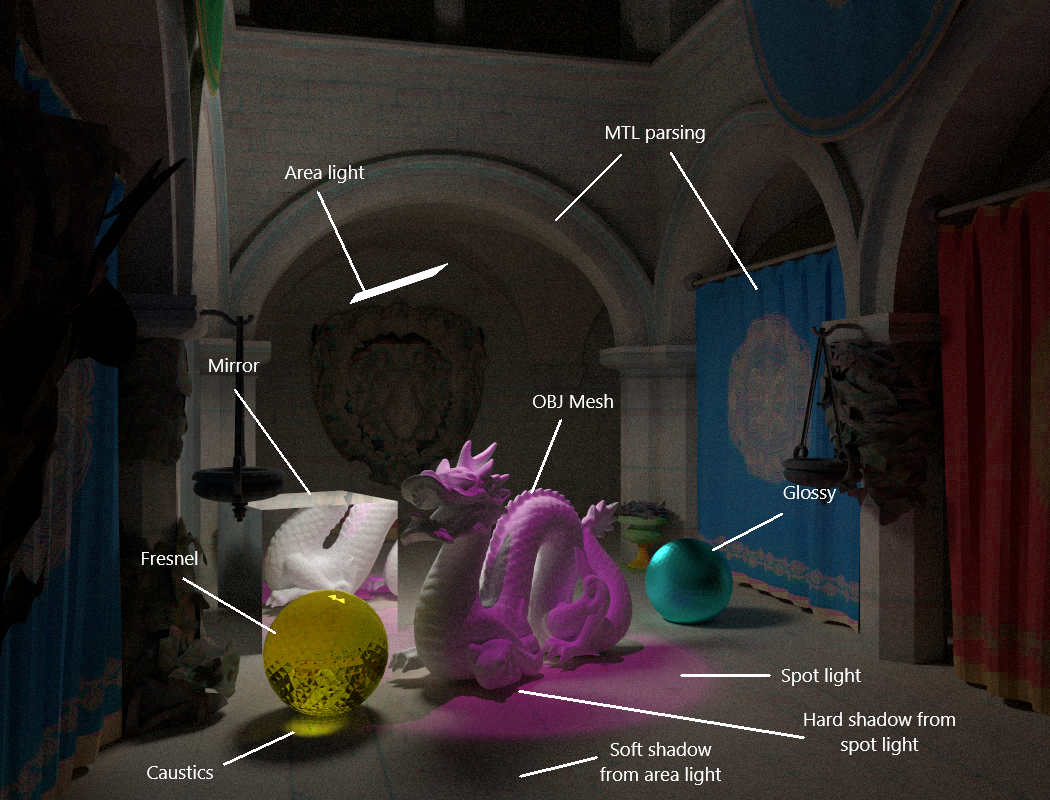 MTL parsing
Area light
Mirror
OBJ Mesh
Glossy
Fresnel
Spot light
Hard shadow from
spot light
Soft shadow
from area light
Caustics